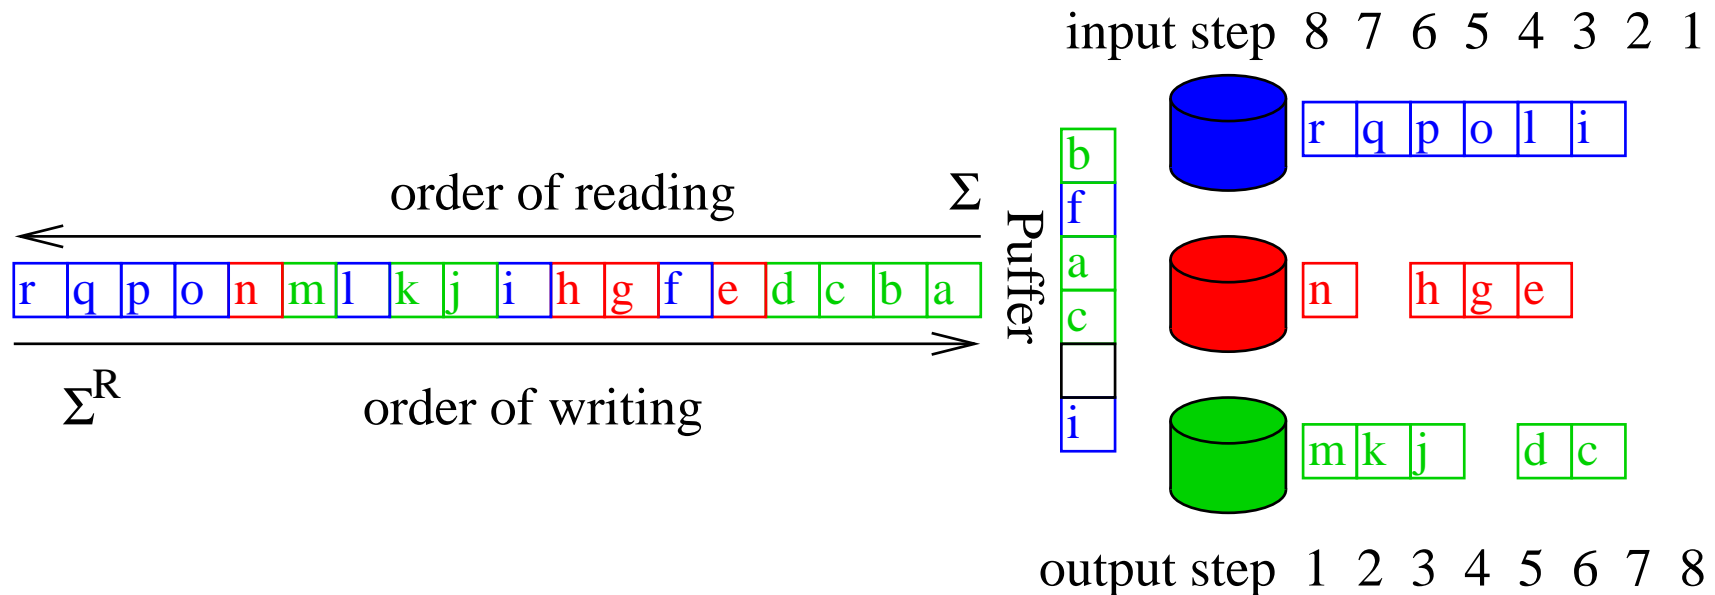 input step 8 7 6 5 4 3 2 1
r q p o l i
order of reading Σ
r q p o n m l k j i h g f e d c b a
Σ^R order of writing
Puffer
b
f
a
c
i
n h g e
m k j d c
output step 1 2 3 4 5 6 7 8